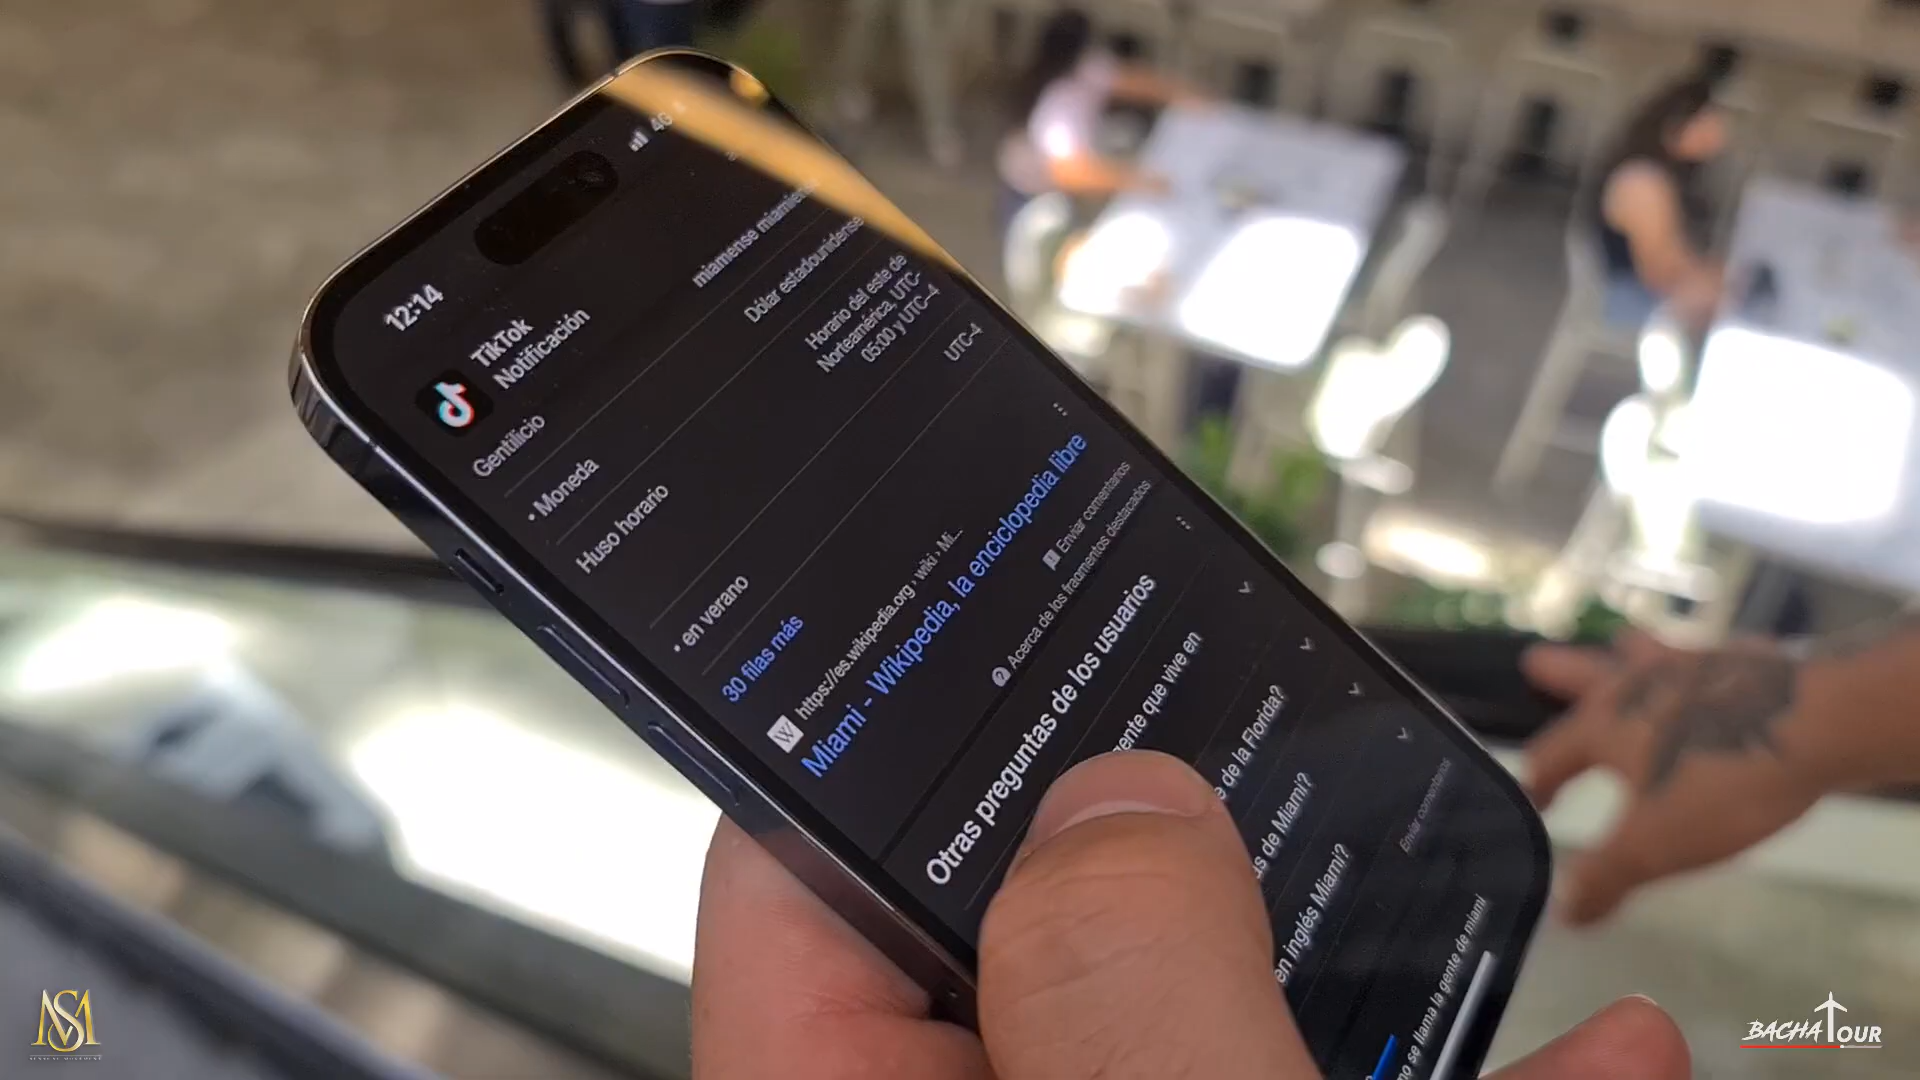 12:14
4G
TikTok
Notificación
Gentilicio
miamense miamiense
• Moneda
Dólar estadounidense
Huso horario
Horario del este de
Norteamérica, UTC-
05:00 y UTC-4
• en verano
UTC-4
30 filas más
https://es.wikipedia.org › wiki › Mi...
Miami - Wikipedia, la enciclopedia libre
Acerca de los fragmentos destacados
Enviar comentarios
Otras preguntas de los usuarios
gente que vive en
de la Florida?
de Miami?
en inglés Miami?
Enviar comentarios
se llama la gente de miami
SM
BACHATOUR